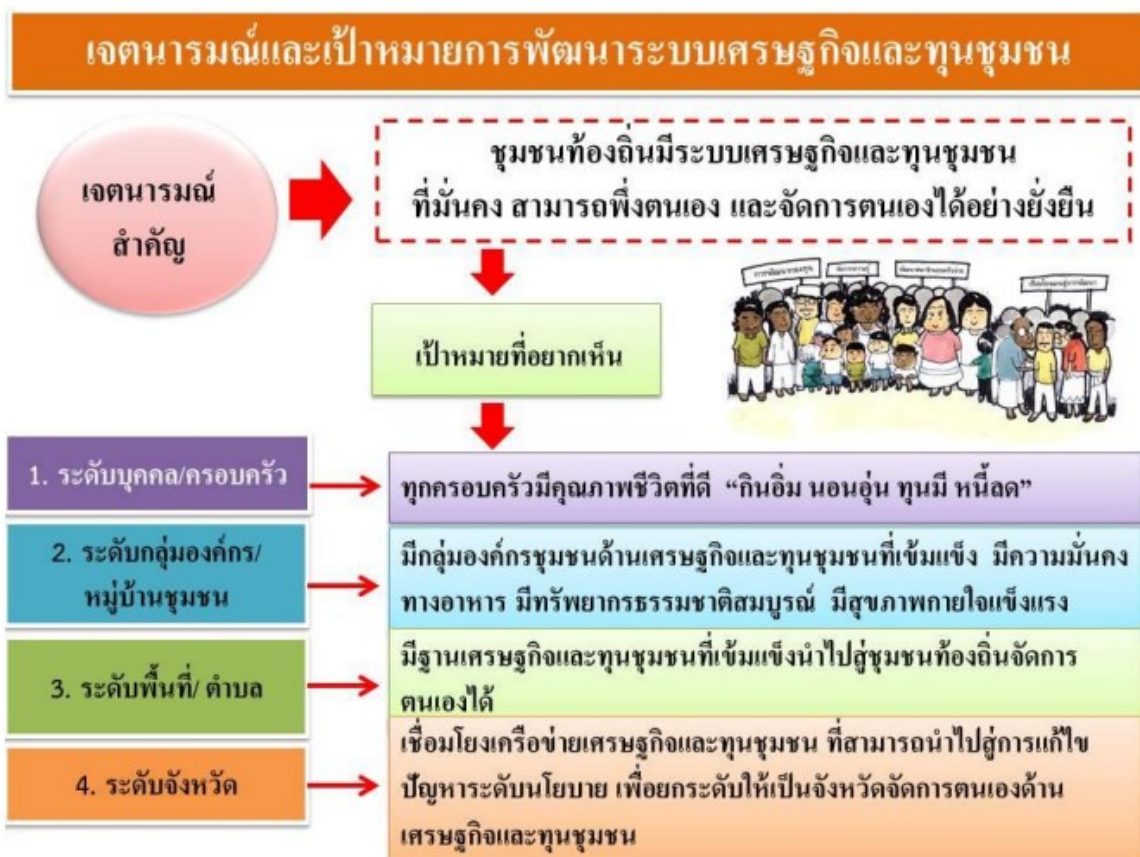 เจตนารมณ์และเป้าหมายการพัฒนาระบบเศรษฐกิจและทุนชุมชน
เจตนารมณ์
สำคัญ
ชุมชนท้องถิ่นมีระบบเศรษฐกิจและทุนชุมชน
ที่มั่นคง สามารถพึ่งตนเอง และจัดการตนเองได้อย่างยั่งยืน
เป้าหมายที่อยากเห็น
1. ระดับบุคคล/ครอบครัว
ทุกครอบครัวมีคุณภาพชีวิตที่ดี “กินอิ่ม นอนอุ่น ทุนมี หนี้ลด”
2. ระดับกลุ่มองค์กร/
หมู่บ้านชุมชน
มีกลุ่มองค์กรชุมชนด้านเศรษฐกิจและทุนชุมชนที่เข้มแข็ง มีความมั่นคง
ทางอาหาร มีทรัพยากรธรรมชาติสมบูรณ์ มีสุขภาพกายใจแข็งแรง
3. ระดับพื้นที่/ ตำบล
มีฐานเศรษฐกิจและทุนชุมชนที่เข้มแข็งนำไปสู่ชุมชนท้องถิ่นจัดการ
ตนเองได้
4. ระดับจังหวัด
เชื่อมโยงเครือข่ายเศรษฐกิจและทุนชุมชน ที่สามารถนำไปสู่การแก้ไข
ปัญหาระดับนโยบาย เพื่อยกระดับให้เป็นจังหวัดจัดการตนเองด้าน
เศรษฐกิจและทุนชุมชน